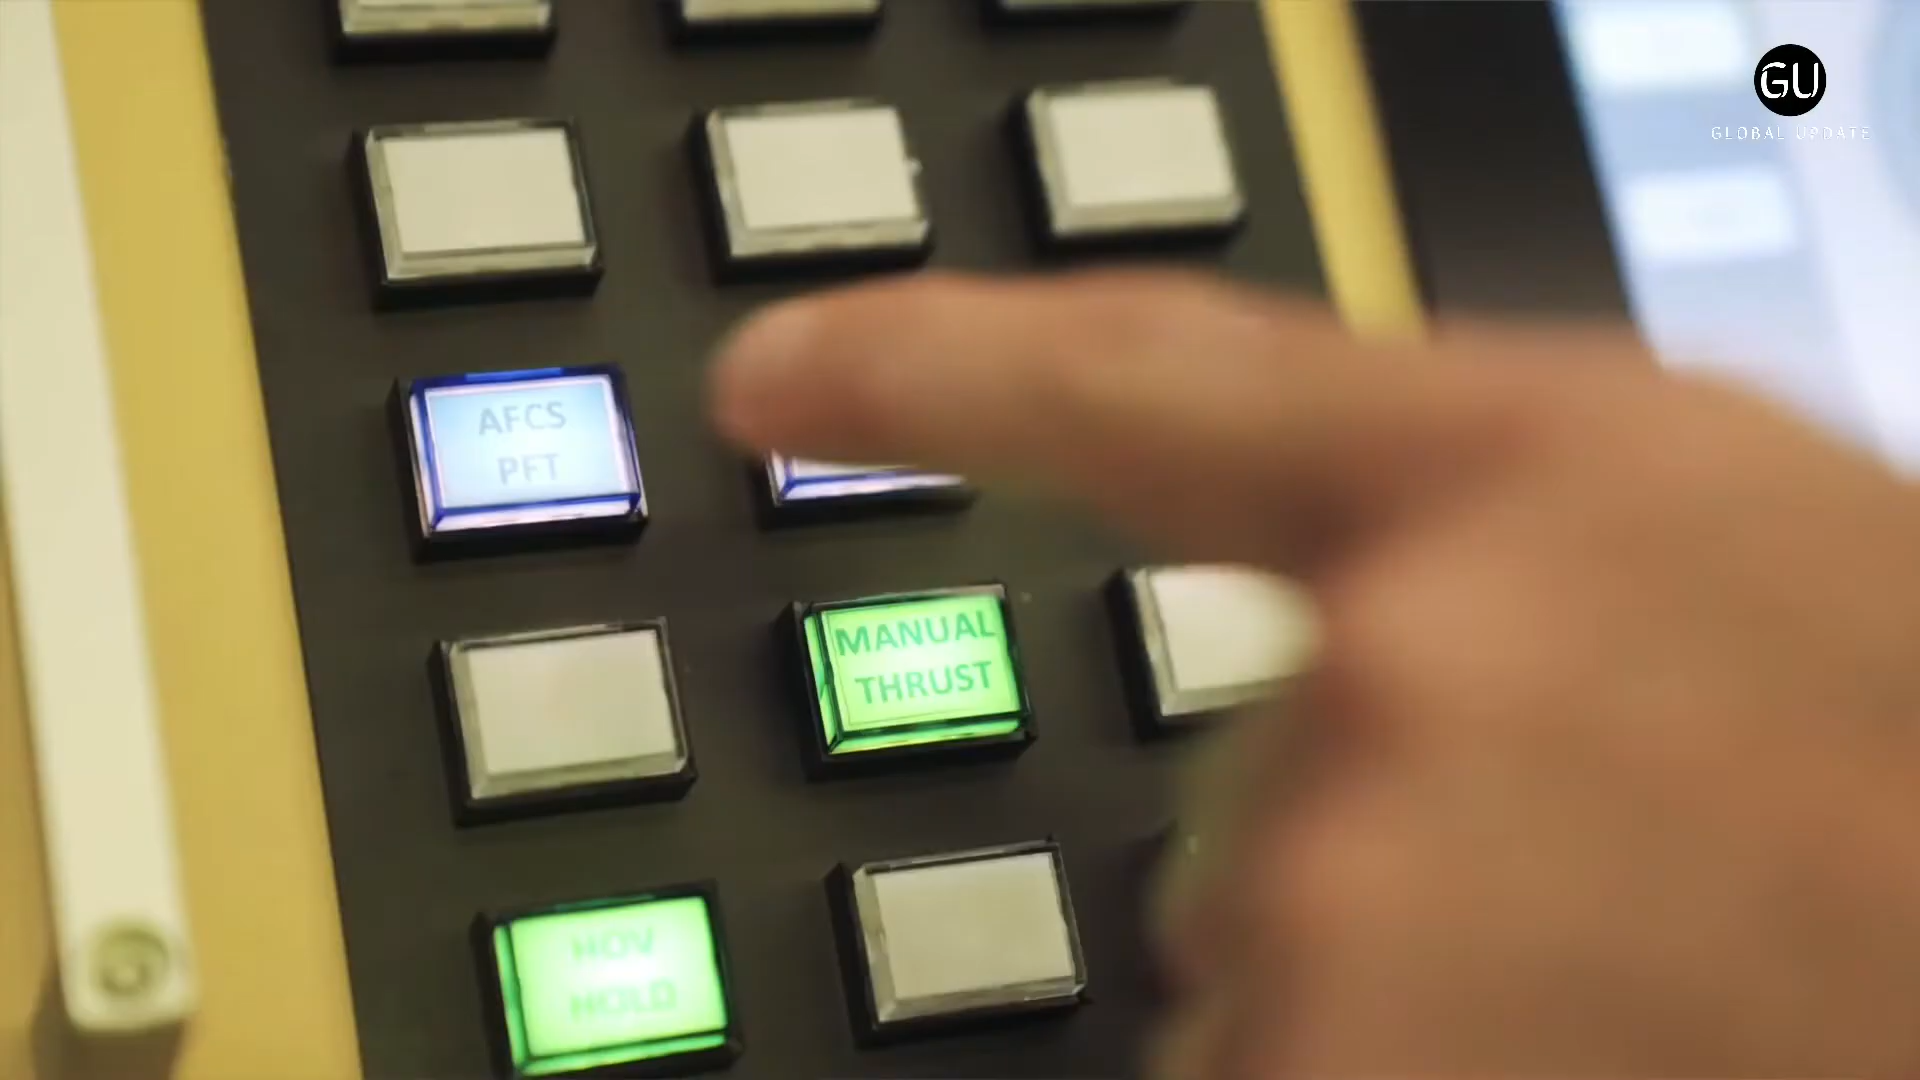 GU
GLOBAL UPDATE
AFCS
PFT
MANUAL
THRUST
HOV
HOLD